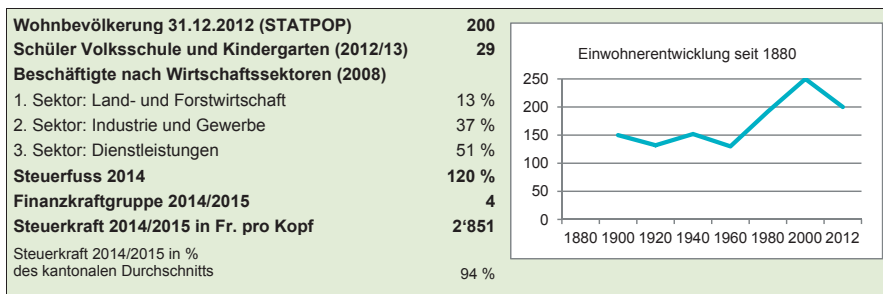 Wohnbevölkerung 31.12.2012 (STATPOP) 200
Schüler Volksschule und Kindergarten (2012/13) 29
Beschäftigte nach Wirtschaftssektoren (2008)
1. Sektor: Land- und Forstwirtschaft 13 %
2. Sektor: Industrie und Gewerbe 37 %
3. Sektor: Dienstleistungen 51 %
Steuerfuss 2014 120 %
Finanzkraftgruppe 2014/2015 4
Steuerkraft 2014/2015 in Fr. pro Kopf 2‘851
Steuerkraft 2014/2015 in %
des kantonalen Durchschnitts 94 %
Einwohnerentwicklung seit 1880
250
200
150
100
50
0
1880 1900 1920 1940 1960 1980 2000 2012